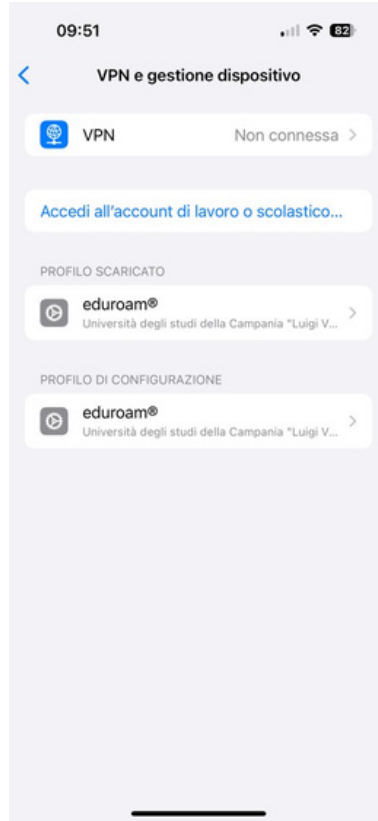 09:51
82
VPN e gestione dispositivo
VPN
Non connessa
Accedi all'account di lavoro o scolastico...
PROFILO SCARICATO
eduroam®
Università degli studi della Campania "Luigi V...
PROFILO DI CONFIGURAZIONE
eduroam®
Università degli studi della Campania "Luigi V...